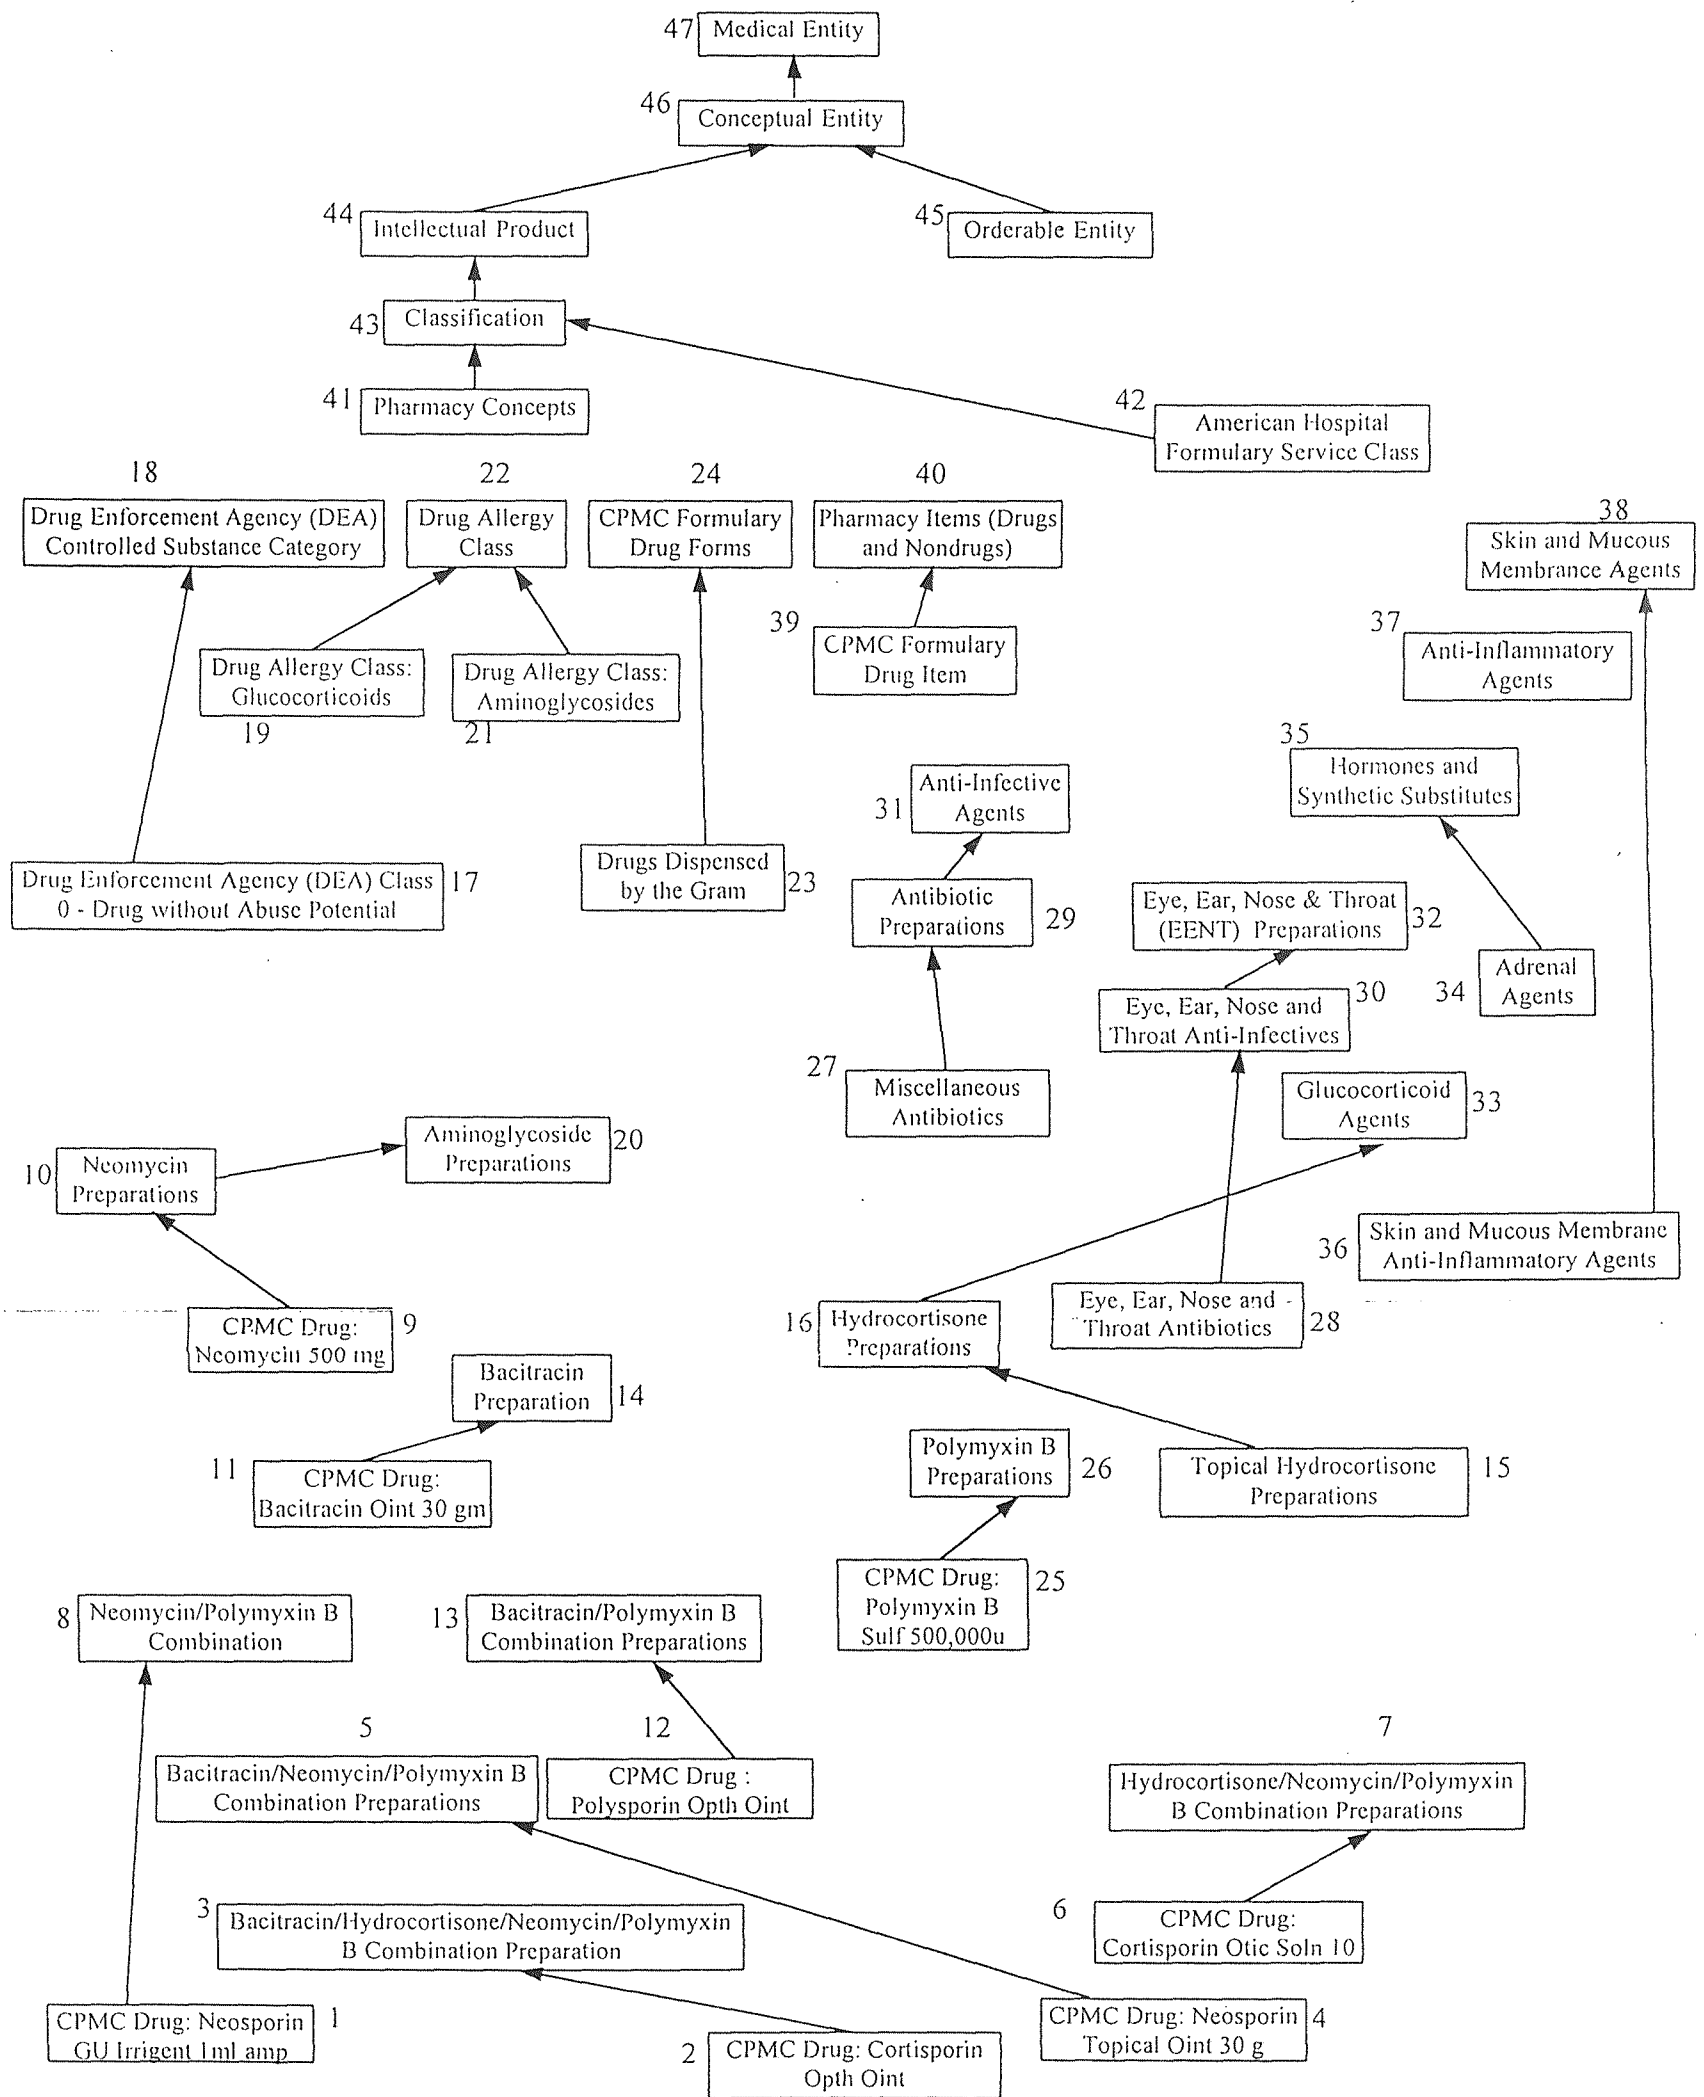 47
Medical Entity
46
Conceptual Entity
44
Intellectual Product
45
Orderable Entity
43
Classification
41
Pharmacy Concepts
42
American Hospital
Formulary Service Class
18
Drug Enforcement Agency (DEA)
Controlled Substance Category
22
Drug Allergy
Class
24
CPMC Formulary
Drug Forms
40
Pharmacy Items (Drugs
and Nondrugs)
38
Skin and Mucous
Membrance Agents
39
CPMC Formulary
Drug Item
37
Anti-Inflammatory
Agents
Drug Allergy Class:
Glucocorticoids
19
Drug Allergy Class:
Aminoglycosides
21
35
Hormones and
Synthetic Substitutes
31
Anti-Infective
Agents
Drug Enforcement Agency (DEA) Class
0 - Drug without Abuse Potential
17
Drugs Dispensed
by the Gram
23
Antibiotic
Preparations
29
Eye, Ear, Nose & Throat
(EENT) Preparations
32
34
Adrenal
Agents
Eye, Ear, Nose and
Throat Anti-Infectives
30
27
Miscellaneous
Antibiotics
Glucocorticoid
Agents
33
10
Neomycin
Preparations
Aminoglycoside
Preparations
20
36
Skin and Mucous Membrane
Anti-Inflammatory Agents
CPMC Drug:
Neomycin 500 mg
9
16
Hydrocortisone
Preparations
Eye, Ear, Nose and
Throat Antibiotics
28
Bacitracin
Preparation
14
11
CPMC Drug:
Bacitracin Oint 30 gm
Polymyxin B
Preparations
26
Topical Hydrocortisone
Preparations
15
CPMC Drug:
Polymyxin B
Sulf 500,000u
25
8
Neomycin/Polymyxin B
Combination
13
Bacitracin/Polymyxin B
Combination Preparations
5
Bacitracin/Neomycin/Polymyxin B
Combination Preparations
12
CPMC Drug :
Polysporin Opth Oint
7
Hydrocortisone/Neomycin/Polymyxin
B Combination Preparations
3
Bacitracin/Hydrocortisone/Neomycin/Polymyxin
B Combination Preparation
6
CPMC Drug:
Cortisporin Otic Soln 10
CPMC Drug: Neosporin
GU Irrigent 1ml amp
1
2
CPMC Drug: Cortisporin
Opth Oint
CPMC Drug: Neosporin
Topical Oint 30 g
4